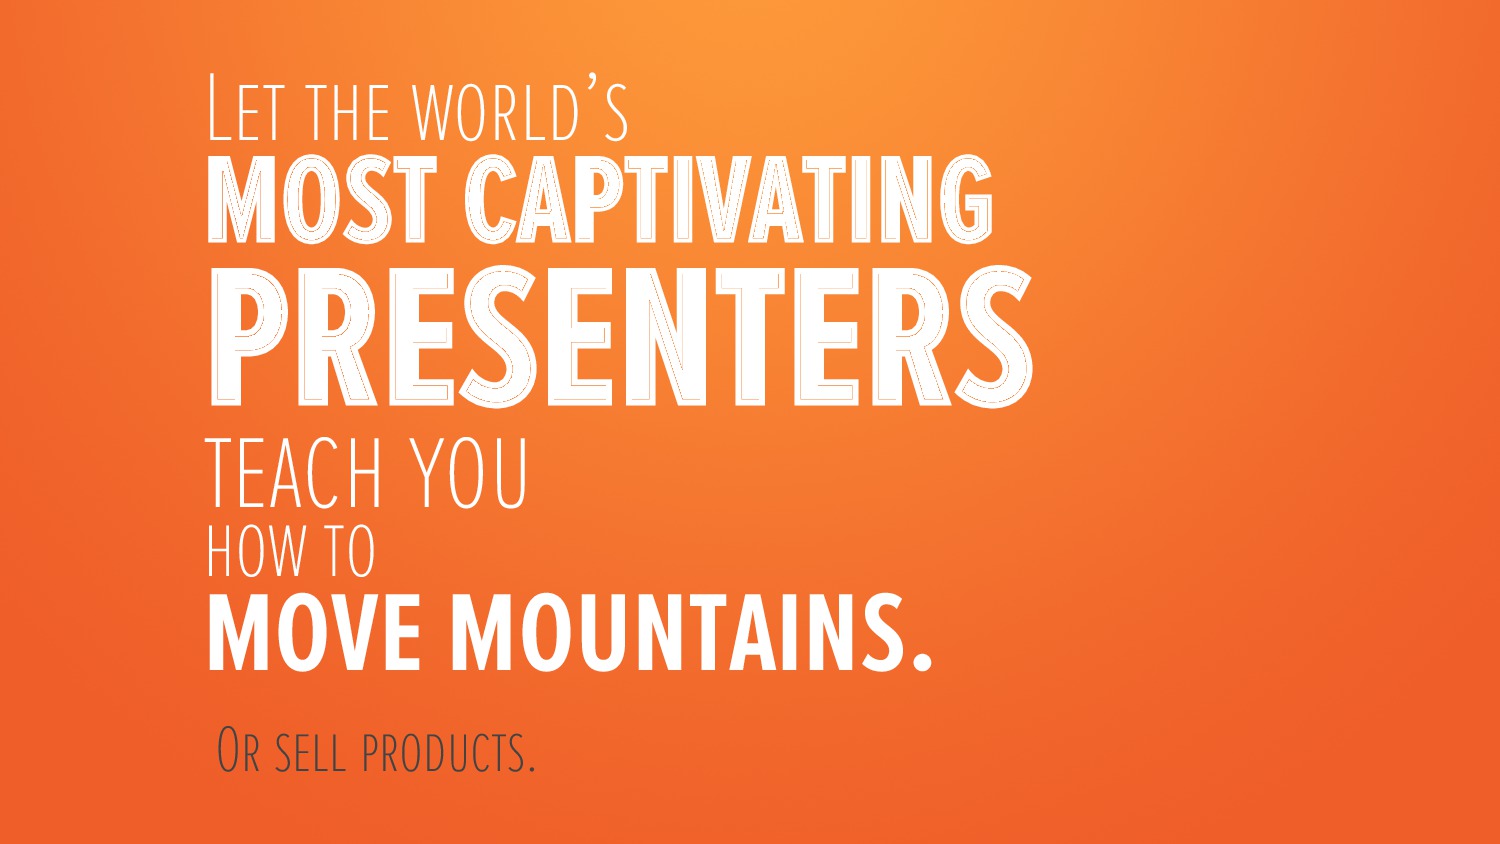 Let the world’s
MOST CAPTIVATING
PRESENTERS
TEACH YOU
HOW TO
MOVE MOUNTAINS.
Or sell products.